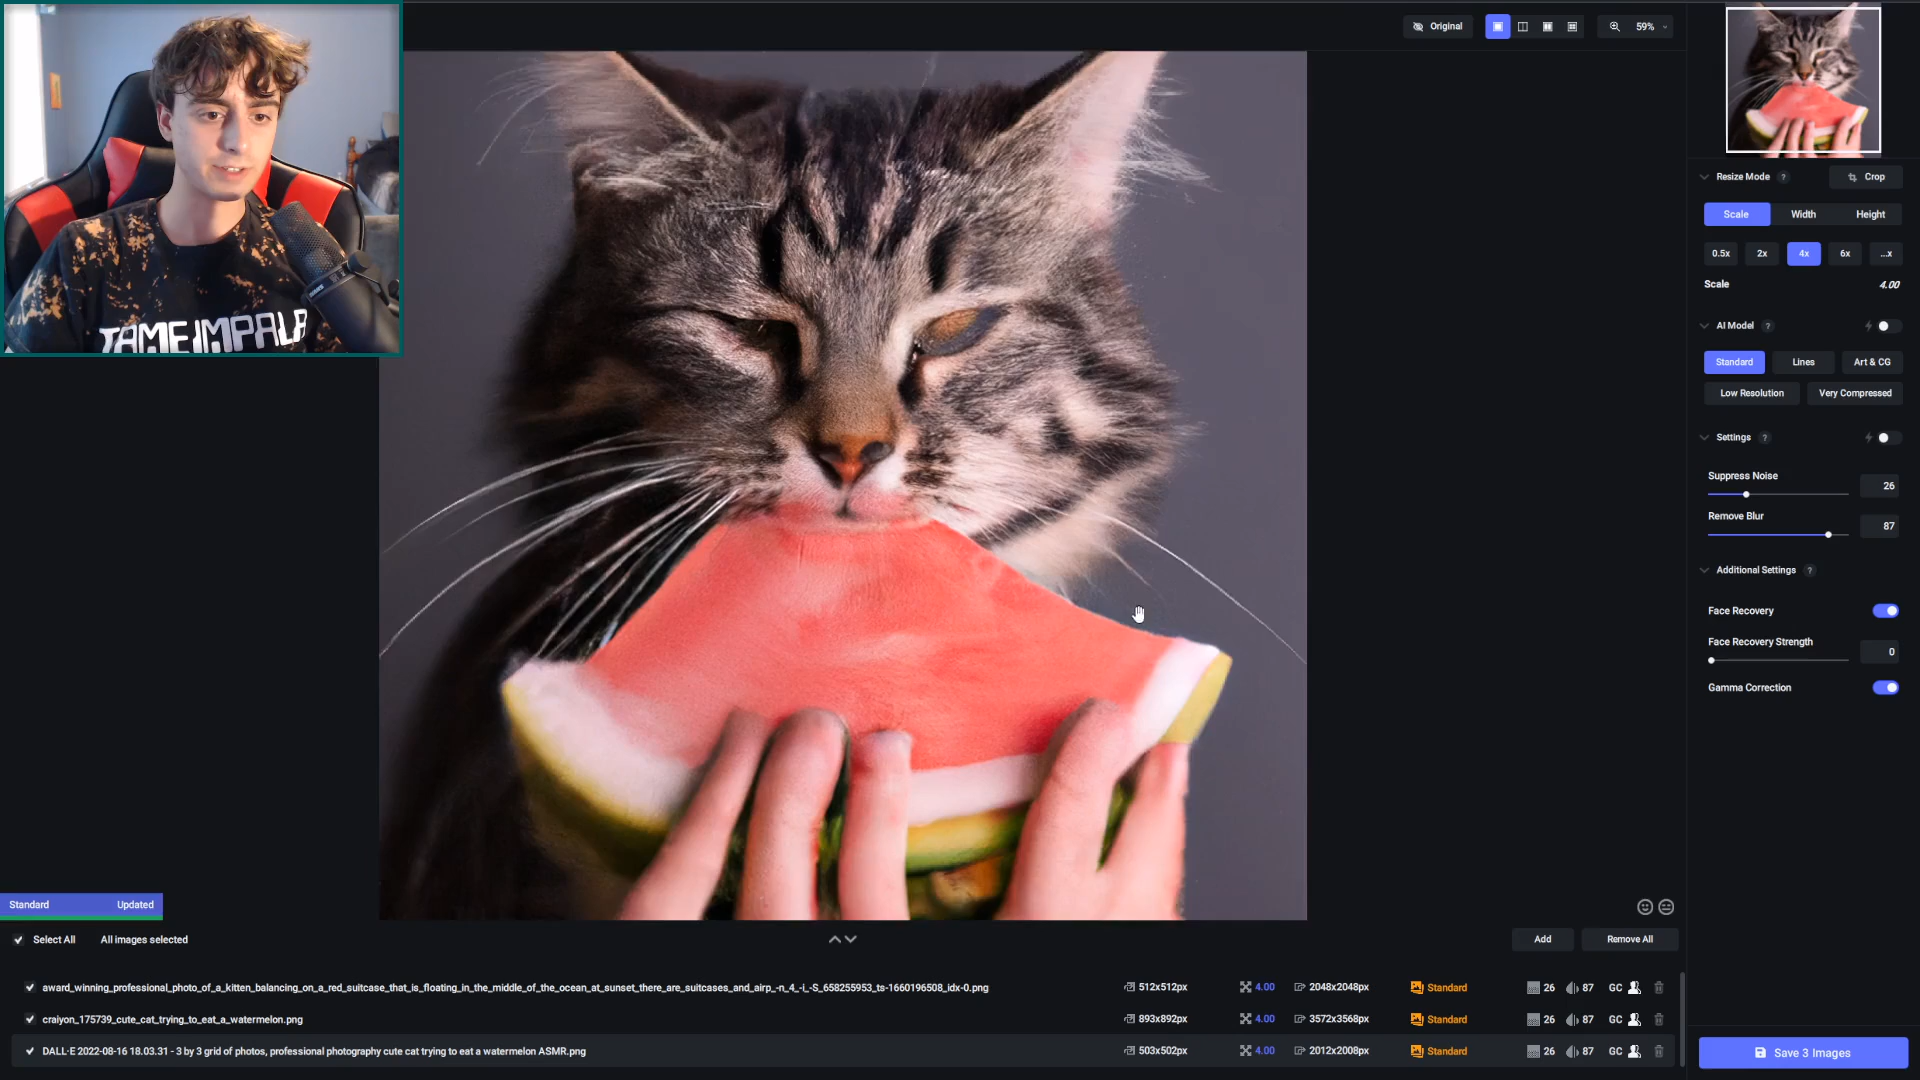 Original
59%
TAME IMPALA
Resize Mode ?
Crop
Scale Width Height
0.5x 2x 4x 6x ...x
Scale 4.00
AI Model ?
Standard Lines Art & CG
Low Resolution Very Compressed
Settings ?
Suppress Noise 26
Remove Blur 87
Additional Settings ?
Face Recovery
Face Recovery Strength 0
Gamma Correction
Standard Updated
Select All All images selected
Add Remove All
award_winning_professional_photo_of_a_kitten_balancing_on_a_red_suitcase_that_is_floating_in_the_middle_of_the_ocean_at_sunset_there_are_suitcases_and_airp_-n_4_-i_-S_658255953_ts-1660196508_idx-0.png 512x512px 4.00 2048x2048px Standard 26 87 GC
craiyon_175739_cute_cat_trying_to_eat_a_watermelon.png 893x892px 4.00 3572x3568px Standard 26 87 GC
DALL·E 2022-08-16 18.03.31 - 3 by 3 grid of photos, professional photography cute cat trying to eat a watermelon ASMR.png 503x502px 4.00 2012x2008px Standard 26 87 GC
Save 3 Images